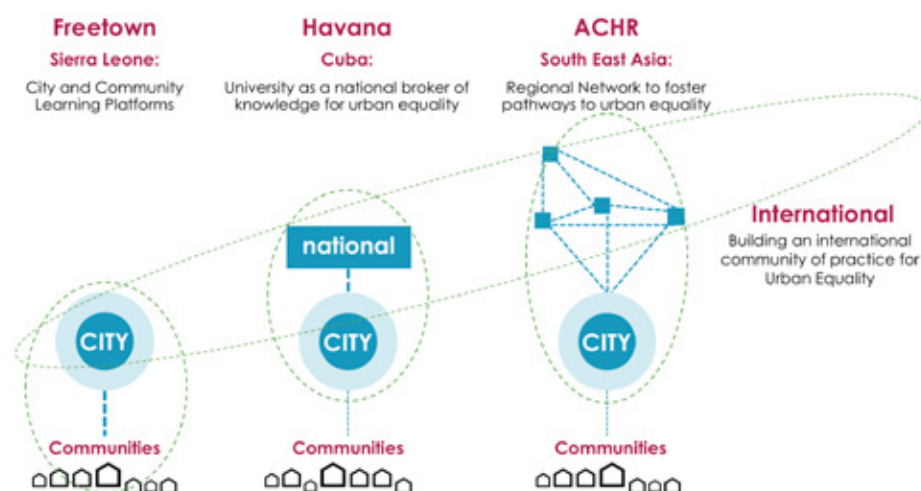 Freetown
Sierra Leone:
City and Community
Learning Platforms
Havana
Cuba:
University as a national broker of
knowledge for urban equality
ACHR
South East Asia:
Regional Network to foster
pathways to urban equality
International
Building an international
community of practice for
Urban Equality
national
CITY
CITY
CITY
Communities
Communities
Communities